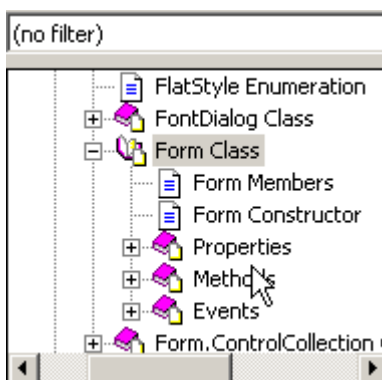 (no filter)
FlatStyle Enumeration
FontDialog Class
Form Class
Form Members
Form Constructor
Properties
Methods
Events
Form.ControlCollection